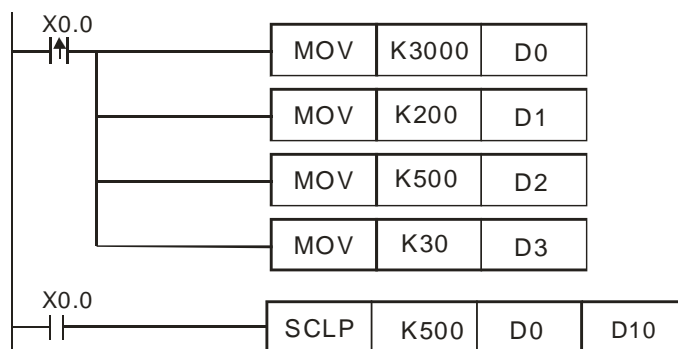 X0.0
MOV K3000 D0
MOV K200 D1
MOV K500 D2
MOV K30 D3
X0.0
SCLP K500 D0 D10